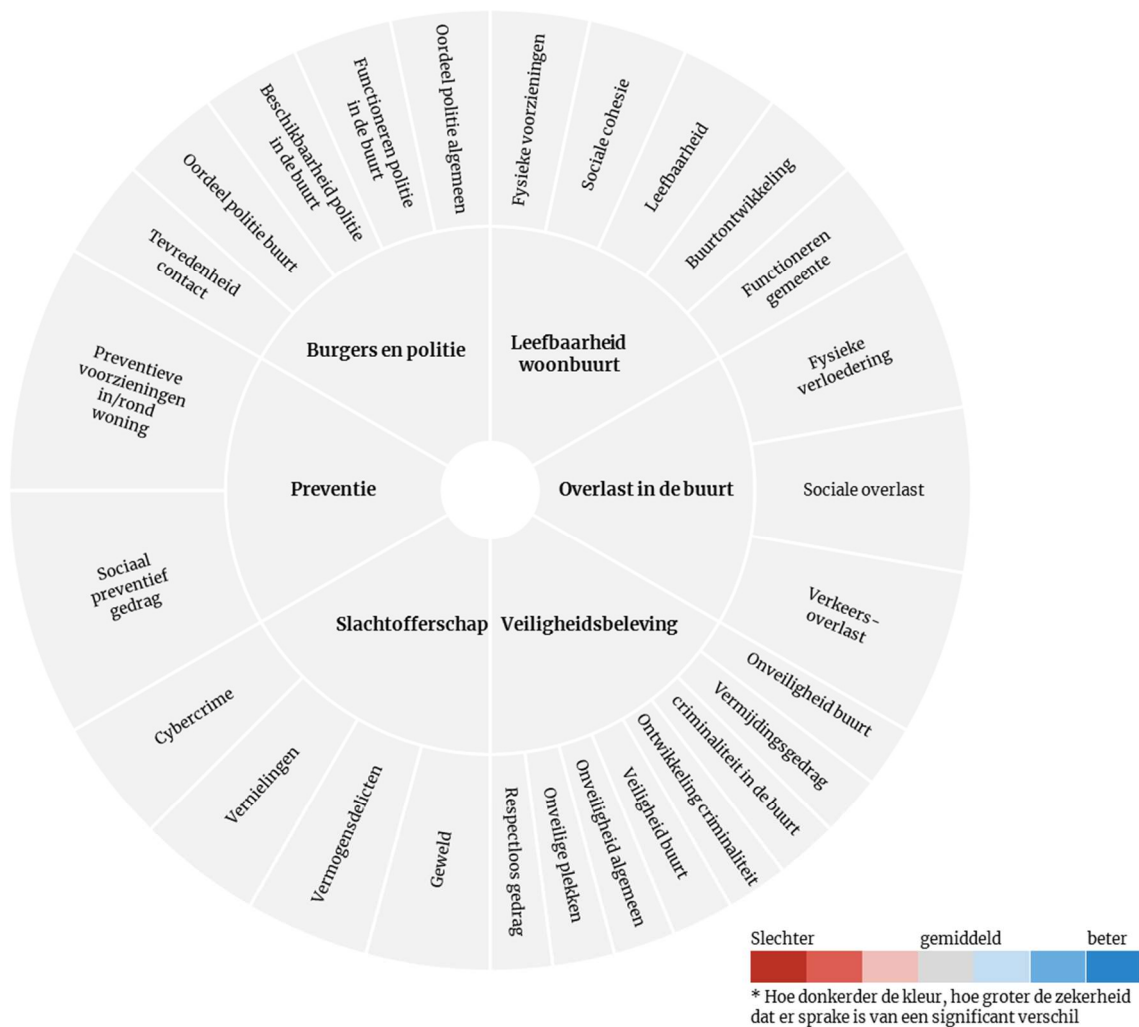 Oordeel politie algemeen
Fysieke voorzieningen
Sociale cohesie
Leefbaarheid
Buurtontwikkeling
Functioneren
gemeente
Fysieke
verloedering
Sociale overlast
Verkeers-
overlast
Onveiligheid buurt
Vermijdingsgedrag
criminaliteit in de buurt
Ontwikkeling criminaliteit
Veiligheid buurt
Onveiligheid algemeen
Onveilige plekken
Respectloos gedrag
Geweld
Vermogensdelicten
Vernielingen
Cybercrime
Sociaal
preventief
gedrag
Preventieve
voorzieningen
in/rond
woning
Tevredenheid
contact
Oordeel politie buurt
Beschikbaarheid politie
in de buurt
Functioneren politie
in de buurt
Burgers en politie
Leefbaarheid
woonbuurt
Preventie
Overlast in de buurt
Slachtofferschap
Veiligheidsbeleving
Slechter gemiddeld beter
* Hoe donkerder de kleur, hoe groter de zekerheid
dat er sprake is van een significant verschil